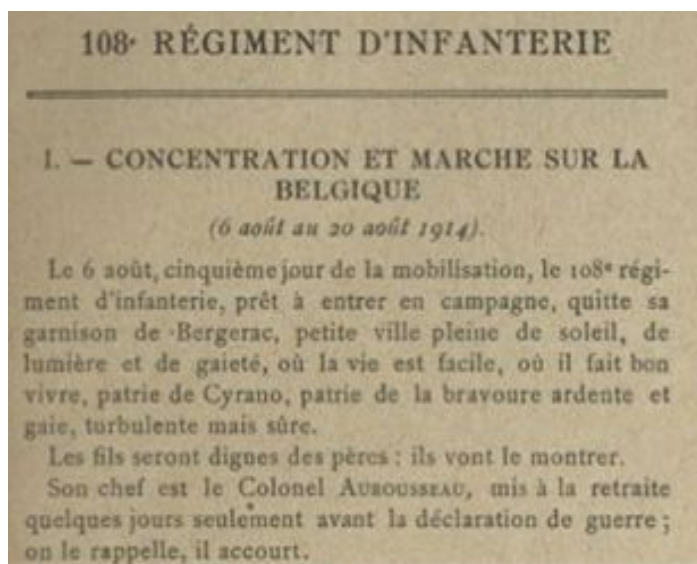 108e RÉGIMENT D'INFANTERIE
I. — CONCENTRATION ET MARCHE SUR LA
BELGIQUE
(6 août au 20 août 1914).
Le 6 août, cinquième jour de la mobilisation, le 108e régi-
ment d'infanterie, prêt à entrer en campagne, quitte sa
garnison de Bergerac, petite ville pleine de soleil, de
lumière et de gaieté, où la vie est facile, où il fait bon
vivre, patrie de Cyrano, patrie de la bravoure ardente et
gaie, turbulente mais sûre.
Les fils seront dignes des pères : ils vont le montrer.
Son chef est le Colonel AUROUSSEAU, mis à la retraite
quelques jours seulement avant la déclaration de guerre ;
on le rappelle, il accourt.